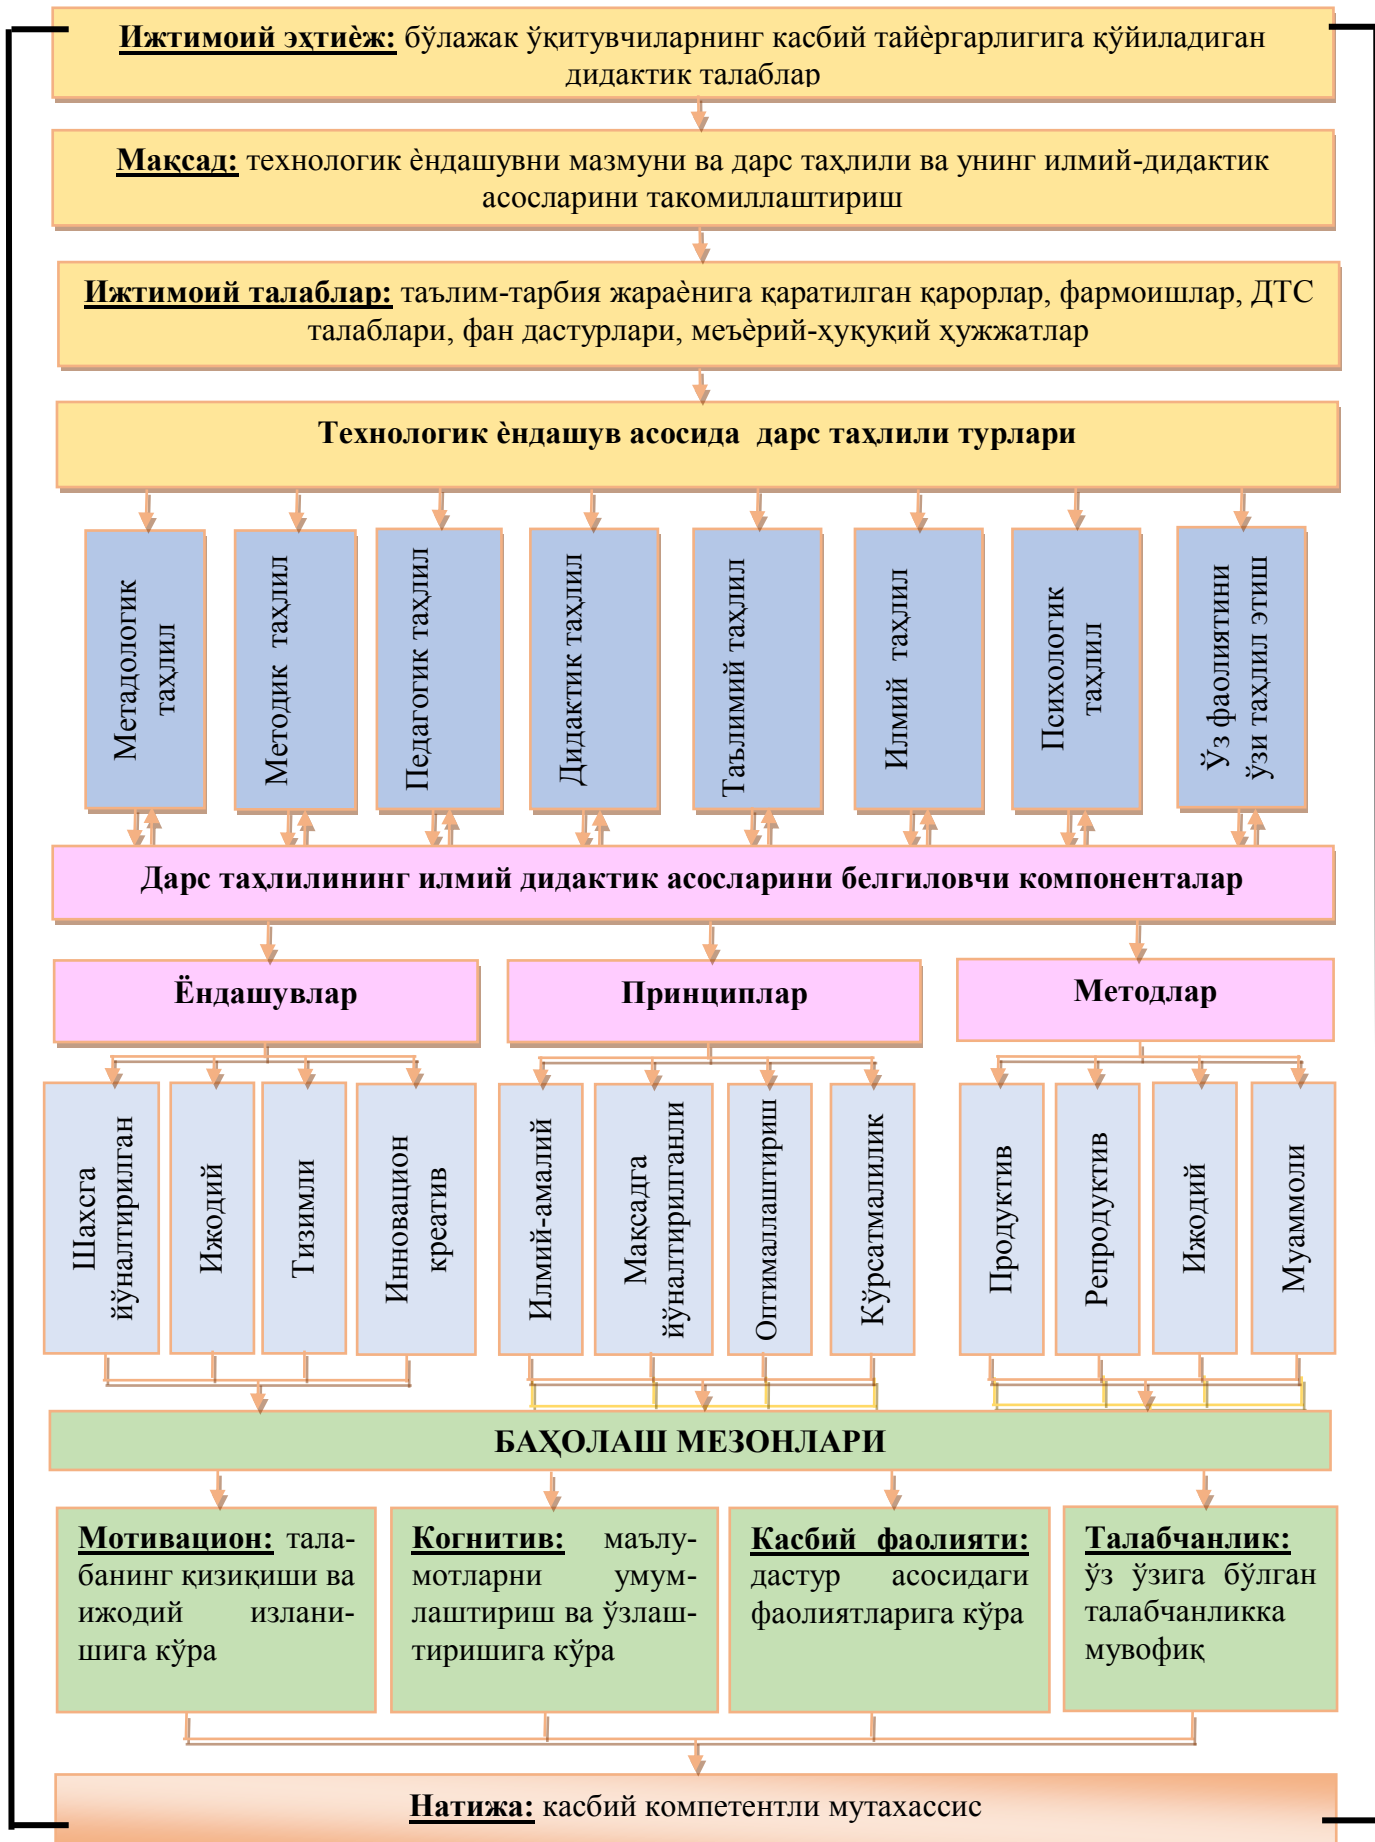 Ижтимоий эҳтиѐж: бўлажак ўқитувчиларнинг касбий тайѐргарлигига қўйиладиган
дидактик талаблар
Мақсад: технологик ѐндашувни мазмуни ва дарс таҳлили ва унинг илмий-дидактик
асосларини такомиллаштириш
Ижтимоий талаблар: таълим-тарбия жараѐнига қаратилган қарорлар, фармоишлар, ДТС
талаблари, фан дастурлари, меъѐрий-ҳуқуқий ҳужжатлар
Технологик ѐндашув асосида дарс таҳлили турлари
Метадологик
таҳлил
Методик таҳлил
Педагогик таҳлил
Дидактик таҳлил
Таълимий таҳлил
Илмий таҳлил
Психологик
таҳлил
Ўз фаолиятини
ўзи таҳлил этиш
Дарс таҳлилининг илмий дидактик асосларини белгиловчи компоненталар
Ёндашувлар
Принциплар
Методлар
Шахсга
йўналтирилган
Ижодий
Тизимли
Инновацион
креатив
Илмий-амалий
Мақсадга
йўналтирилганли
Оптималлаштириш
Кўрсатмалилик
Продуктив
Репродуктив
Ижодий
Муаммоли
БАҲОЛАШ МЕЗОНЛАРИ
Мотивацион: тала-
банинг қизиқиши ва
ижодий излани-
шига кўра
Когнитив: маълу-
мотларни умум-
лаштириш ва ўзлаш-
тиришига кўра
Касбий фаолияти:
дастур асосидаги
фаолиятларига кўра
Талабчанлик:
ўз ўзига бўлган
талабчанликка
мувофиқ
Натижа: касбий компетентли мутахассис